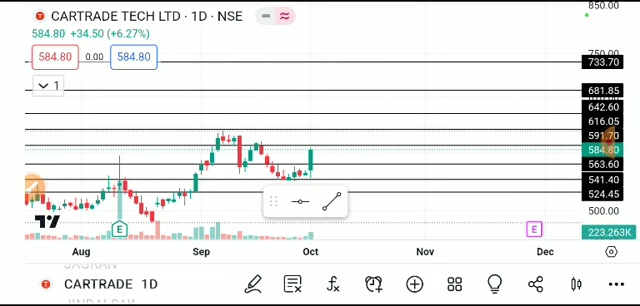 CARTRADE TECH LTD · 1D · NSE
850.00
584.80 +34.50 (+6.27%)
584.80 0.00 584.80
750.00
733.70
1
681.85
642.60
616.05
591.70
584.80
563.60
541.40
524.45
500.00
E E
223.263K
Aug Sep Oct Nov Dec
JAGRAN
CARTRADE 1D
JINDALSAW